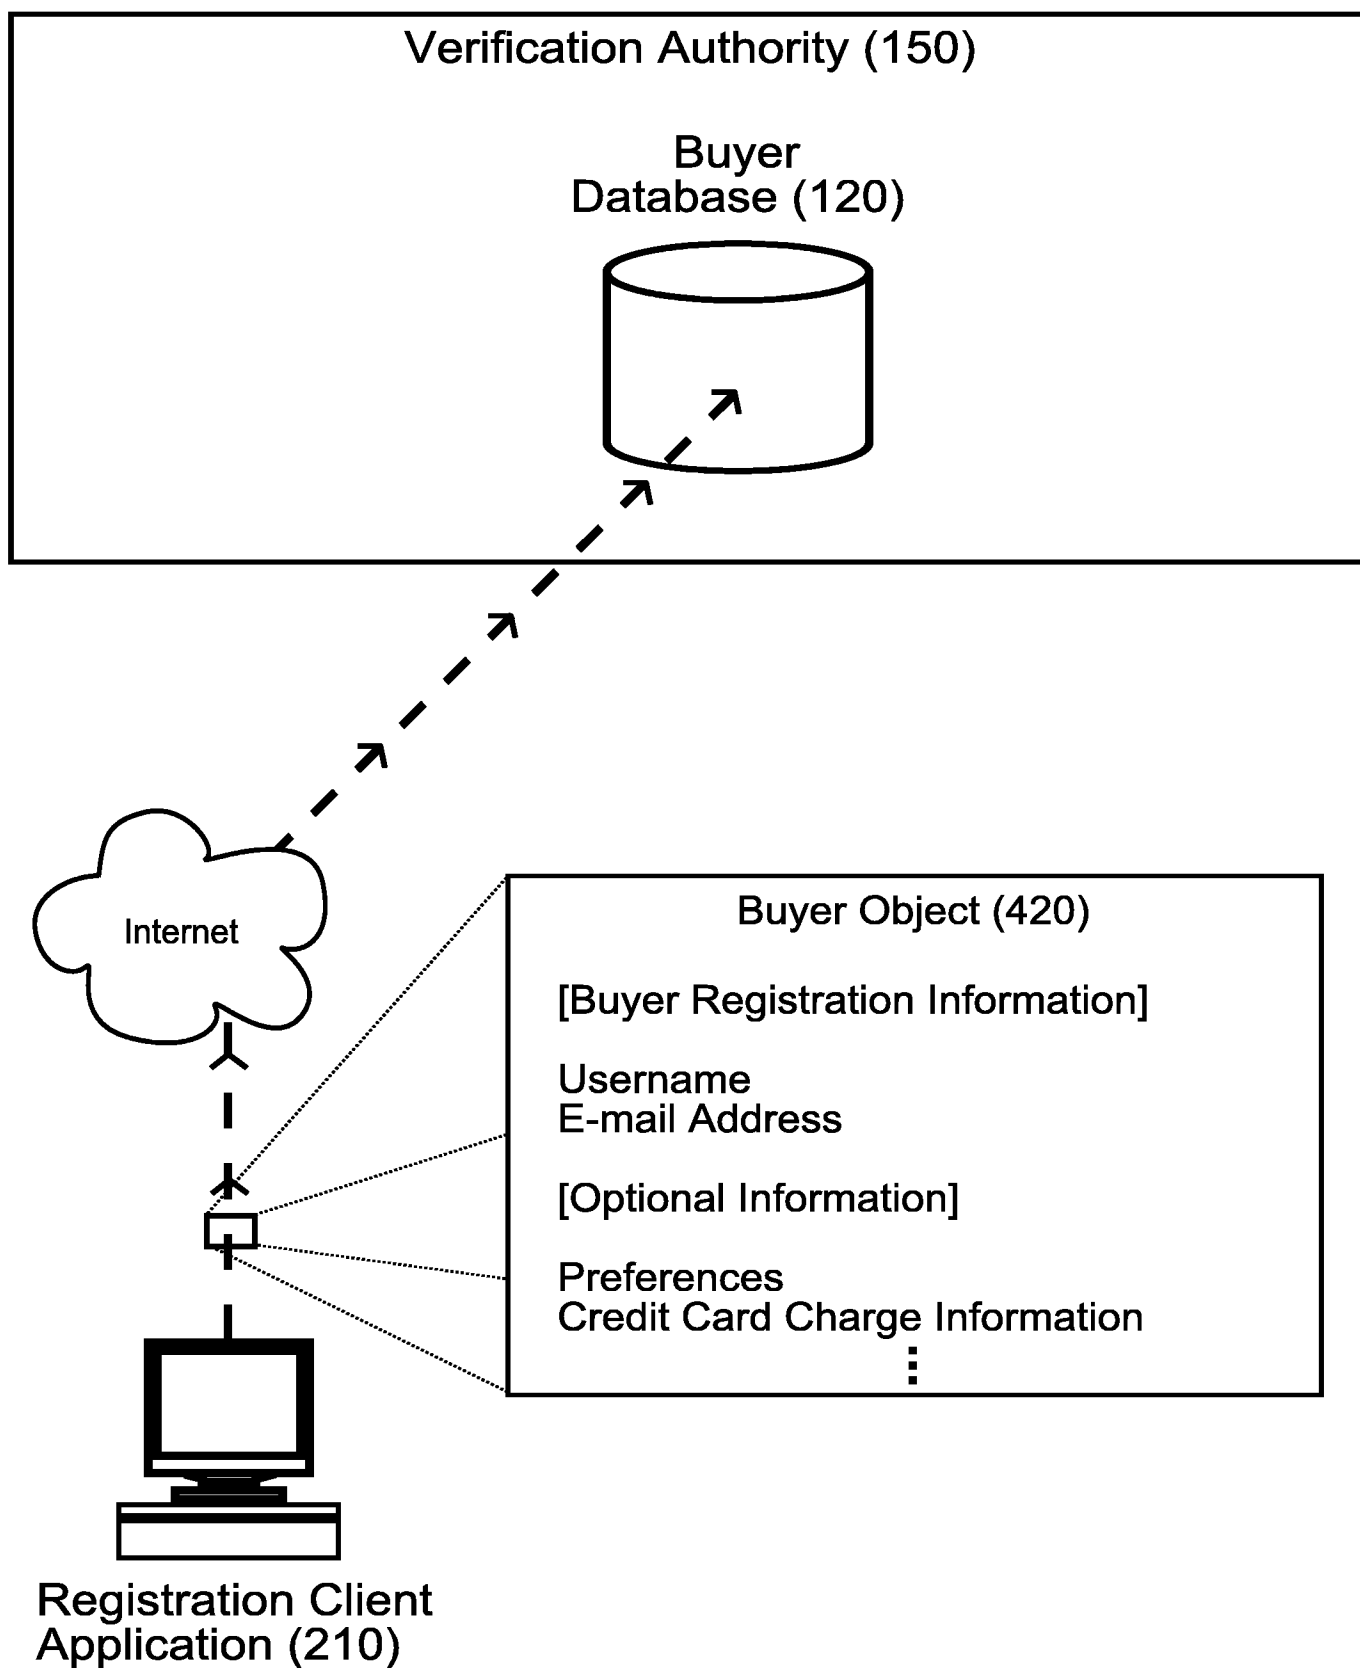 Verification Authority (150)
Buyer
Database (120)
Internet
Buyer Object (420)
[Buyer Registration Information]
Username
E-mail Address
[Optional Information]
Preferences
Credit Card Charge Information
Registration Client
Application (210)